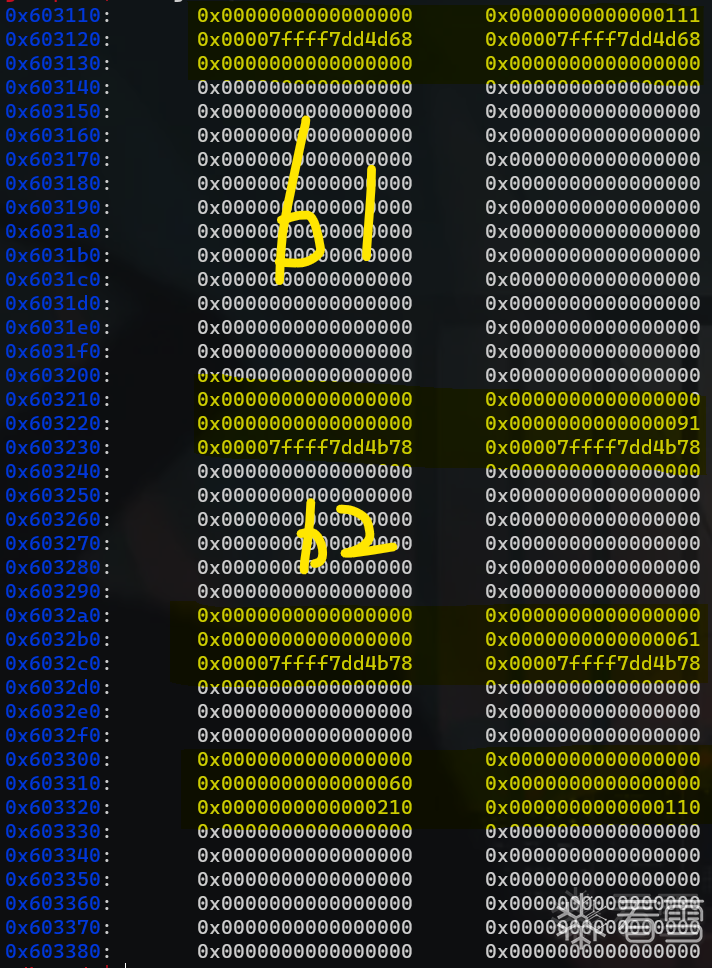 0x603110: 0x0000000000000000 0x0000000000000111
0x603120: 0x00007ffff7dd4d68 0x00007ffff7dd4d68
0x603130: 0x0000000000000000 0x0000000000000000
0x603140: 0x0000000000000000 0x0000000000000000
0x603150: 0x0000000000000000 0x0000000000000000
0x603160: 0x0000000000000000 0x0000000000000000
0x603170: 0x0000000000000000 0x0000000000000000
0x603180: 0x0000000000000000 0x0000000000000000
0x603190: 0x0000000000000000 0x0000000000000000
0x6031a0: 0x0000000000000000 0x0000000000000000
b1
0x6031b0: 0x0000000000000000 0x0000000000000000
0x6031c0: 0x0000000000000000 0x0000000000000000
0x6031d0: 0x0000000000000000 0x0000000000000000
0x6031e0: 0x0000000000000000 0x0000000000000000
0x6031f0: 0x0000000000000000 0x0000000000000000
0x603200: 0x0000000000000000 0x0000000000000000
0x603210: 0x0000000000000000 0x0000000000000000
0x603220: 0x0000000000000000 0x0000000000000091
0x603230: 0x00007ffff7dd4b78 0x00007ffff7dd4b78
0x603240: 0x0000000000000000 0x0000000000000000
0x603250: 0x0000000000000000 0x0000000000000000
0x603260: 0x0000000000000000 0x0000000000000000
0x603270: 0x0000000000000000 0x0000000000000000
b2
0x603280: 0x0000000000000000 0x0000000000000000
0x603290: 0x0000000000000000 0x0000000000000000
0x6032a0: 0x0000000000000000 0x0000000000000000
0x6032b0: 0x0000000000000000 0x0000000000000061
0x6032c0: 0x00007ffff7dd4b78 0x00007ffff7dd4b78
0x6032d0: 0x0000000000000000 0x0000000000000000
0x6032e0: 0x0000000000000000 0x0000000000000000
0x6032f0: 0x0000000000000000 0x0000000000000000
0x603300: 0x0000000000000000 0x0000000000000000
0x603310: 0x0000000000000060 0x0000000000000000
0x603320: 0x0000000000000210 0x0000000000000110
0x603330: 0x0000000000000000 0x0000000000000000
0x603340: 0x0000000000000000 0x0000000000000000
0x603350: 0x0000000000000000 0x0000000000000000
0x603360: 0x0000000000000000 0x0000000000000000
0x603370: 0x0000000000000000 0x0000000000000000
0x603380: 0x0000000000000000 0x0000000000000000
看雪